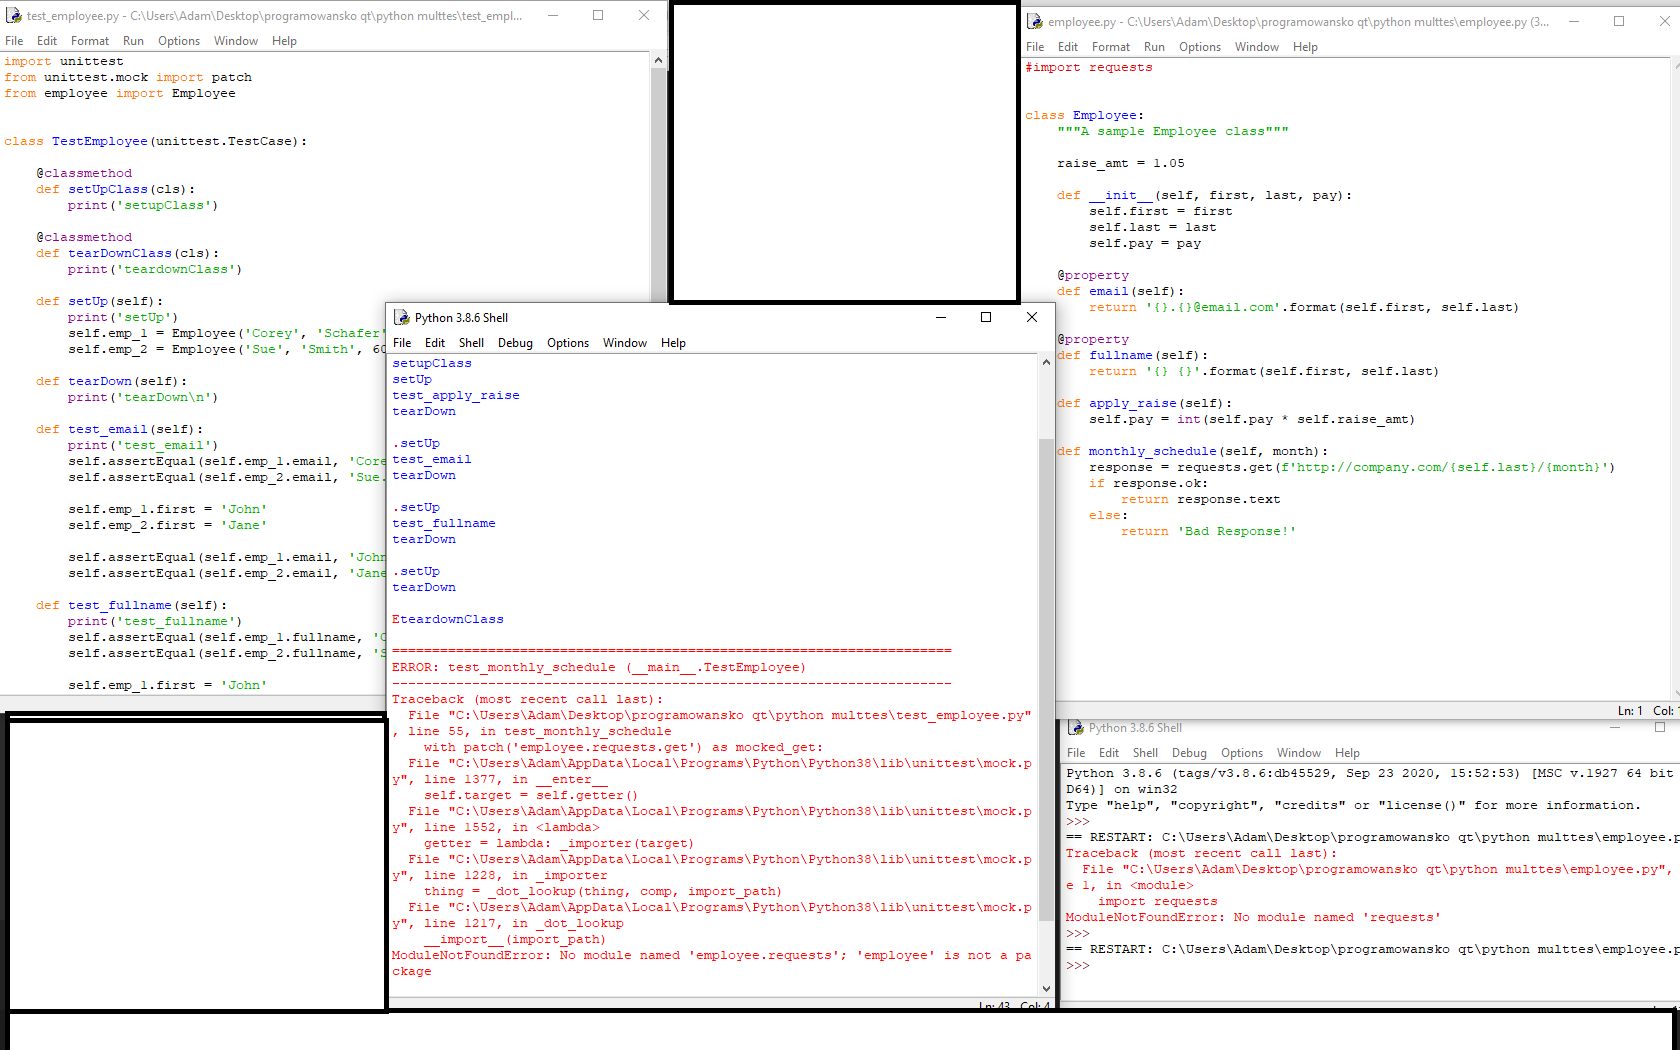 test_employee.py - C:\Users\Adam\Desktop\programowansko qt\python multtes\test_empl...
File Edit Format Run Options Window Help
import unittest
from unittest.mock import patch
from employee import Employee
class TestEmployee(unittest.TestCase):
@classmethod
def setUpClass(cls):
print('setupClass')
@classmethod
def tearDownClass(cls):
print('teardownClass')
def setUp(self):
print('setUp')
self.emp_1 = Employee('Corey', 'Schafer'
self.emp_2 = Employee('Sue', 'Smith', 60
def tearDown(self):
print('tearDown\n')
def test_email(self):
print('test_email')
self.assertEqual(self.emp_1.email, 'Core
self.assertEqual(self.emp_2.email, 'Sue.
self.emp_1.first = 'John'
self.emp_2.first = 'Jane'
self.assertEqual(self.emp_1.email, 'John
self.assertEqual(self.emp_2.email, 'Jane
def test_fullname(self):
print('test_fullname')
self.assertEqual(self.emp_1.fullname, 'C
self.assertEqual(self.emp_2.fullname, 'S
self.emp_1.first = 'John'
Python 3.8.6 Shell
File Edit Shell Debug Options Window Help
setupClass
setUp
test_apply_raise
tearDown
.setUp
test_email
tearDown
.setUp
test_fullname
tearDown
.setUp
tearDown
EteardownClass
======================================================================
ERROR: test_monthly_schedule (__main__.TestEmployee)
----------------------------------------------------------------------
Traceback (most recent call last):
File "C:\Users\Adam\Desktop\programowansko qt\python multtes\test_employee.py"
, line 55, in test_monthly_schedule
with patch('employee.requests.get') as mocked_get:
File "C:\Users\Adam\AppData\Local\Programs\Python\Python38\lib\unittest\mock.p
y", line 1377, in __enter__
self.target = self.getter()
File "C:\Users\Adam\AppData\Local\Programs\Python\Python38\lib\unittest\mock.p
y", line 1552, in <lambda>
getter = lambda: _importer(target)
File "C:\Users\Adam\AppData\Local\Programs\Python\Python38\lib\unittest\mock.p
y", line 1228, in _importer
thing = _dot_lookup(thing, comp, import_path)
File "C:\Users\Adam\AppData\Local\Programs\Python\Python38\lib\unittest\mock.p
y", line 1217, in _dot_lookup
__import__(import_path)
ModuleNotFoundError: No module named 'employee.requests'; 'employee' is not a pa
ckage
Ln: 43 Col: 4
employee.py - C:\Users\Adam\Desktop\programowansko qt\python multtes\employee.py (3...
File Edit Format Run Options Window Help
#import requests
class Employee:
"""A sample Employee class"""
raise_amt = 1.05
def __init__(self, first, last, pay):
self.first = first
self.last = last
self.pay = pay
@property
def email(self):
return '{}.{}@email.com'.format(self.first, self.last)
@property
def fullname(self):
return '{} {}'.format(self.first, self.last)
def apply_raise(self):
self.pay = int(self.pay * self.raise_amt)
def monthly_schedule(self, month):
response = requests.get(f'http://company.com/{self.last}/{month}')
if response.ok:
return response.text
else:
return 'Bad Response!'
Ln: 1 Col:
Python 3.8.6 Shell
File Edit Shell Debug Options Window Help
Python 3.8.6 (tags/v3.8.6:db45529, Sep 23 2020, 15:52:53) [MSC v.1927 64 bit
D64)] on win32
Type "help", "copyright", "credits" or "license()" for more information.
>>>
== RESTART: C:\Users\Adam\Desktop\programowansko qt\python multtes\employee.p
Traceback (most recent call last):
File "C:\Users\Adam\Desktop\programowansko qt\python multtes\employee.py",
e 1, in <module>
import requests
ModuleNotFoundError: No module named 'requests'
>>>
== RESTART: C:\Users\Adam\Desktop\programowansko qt\python multtes\employee.p
>>>